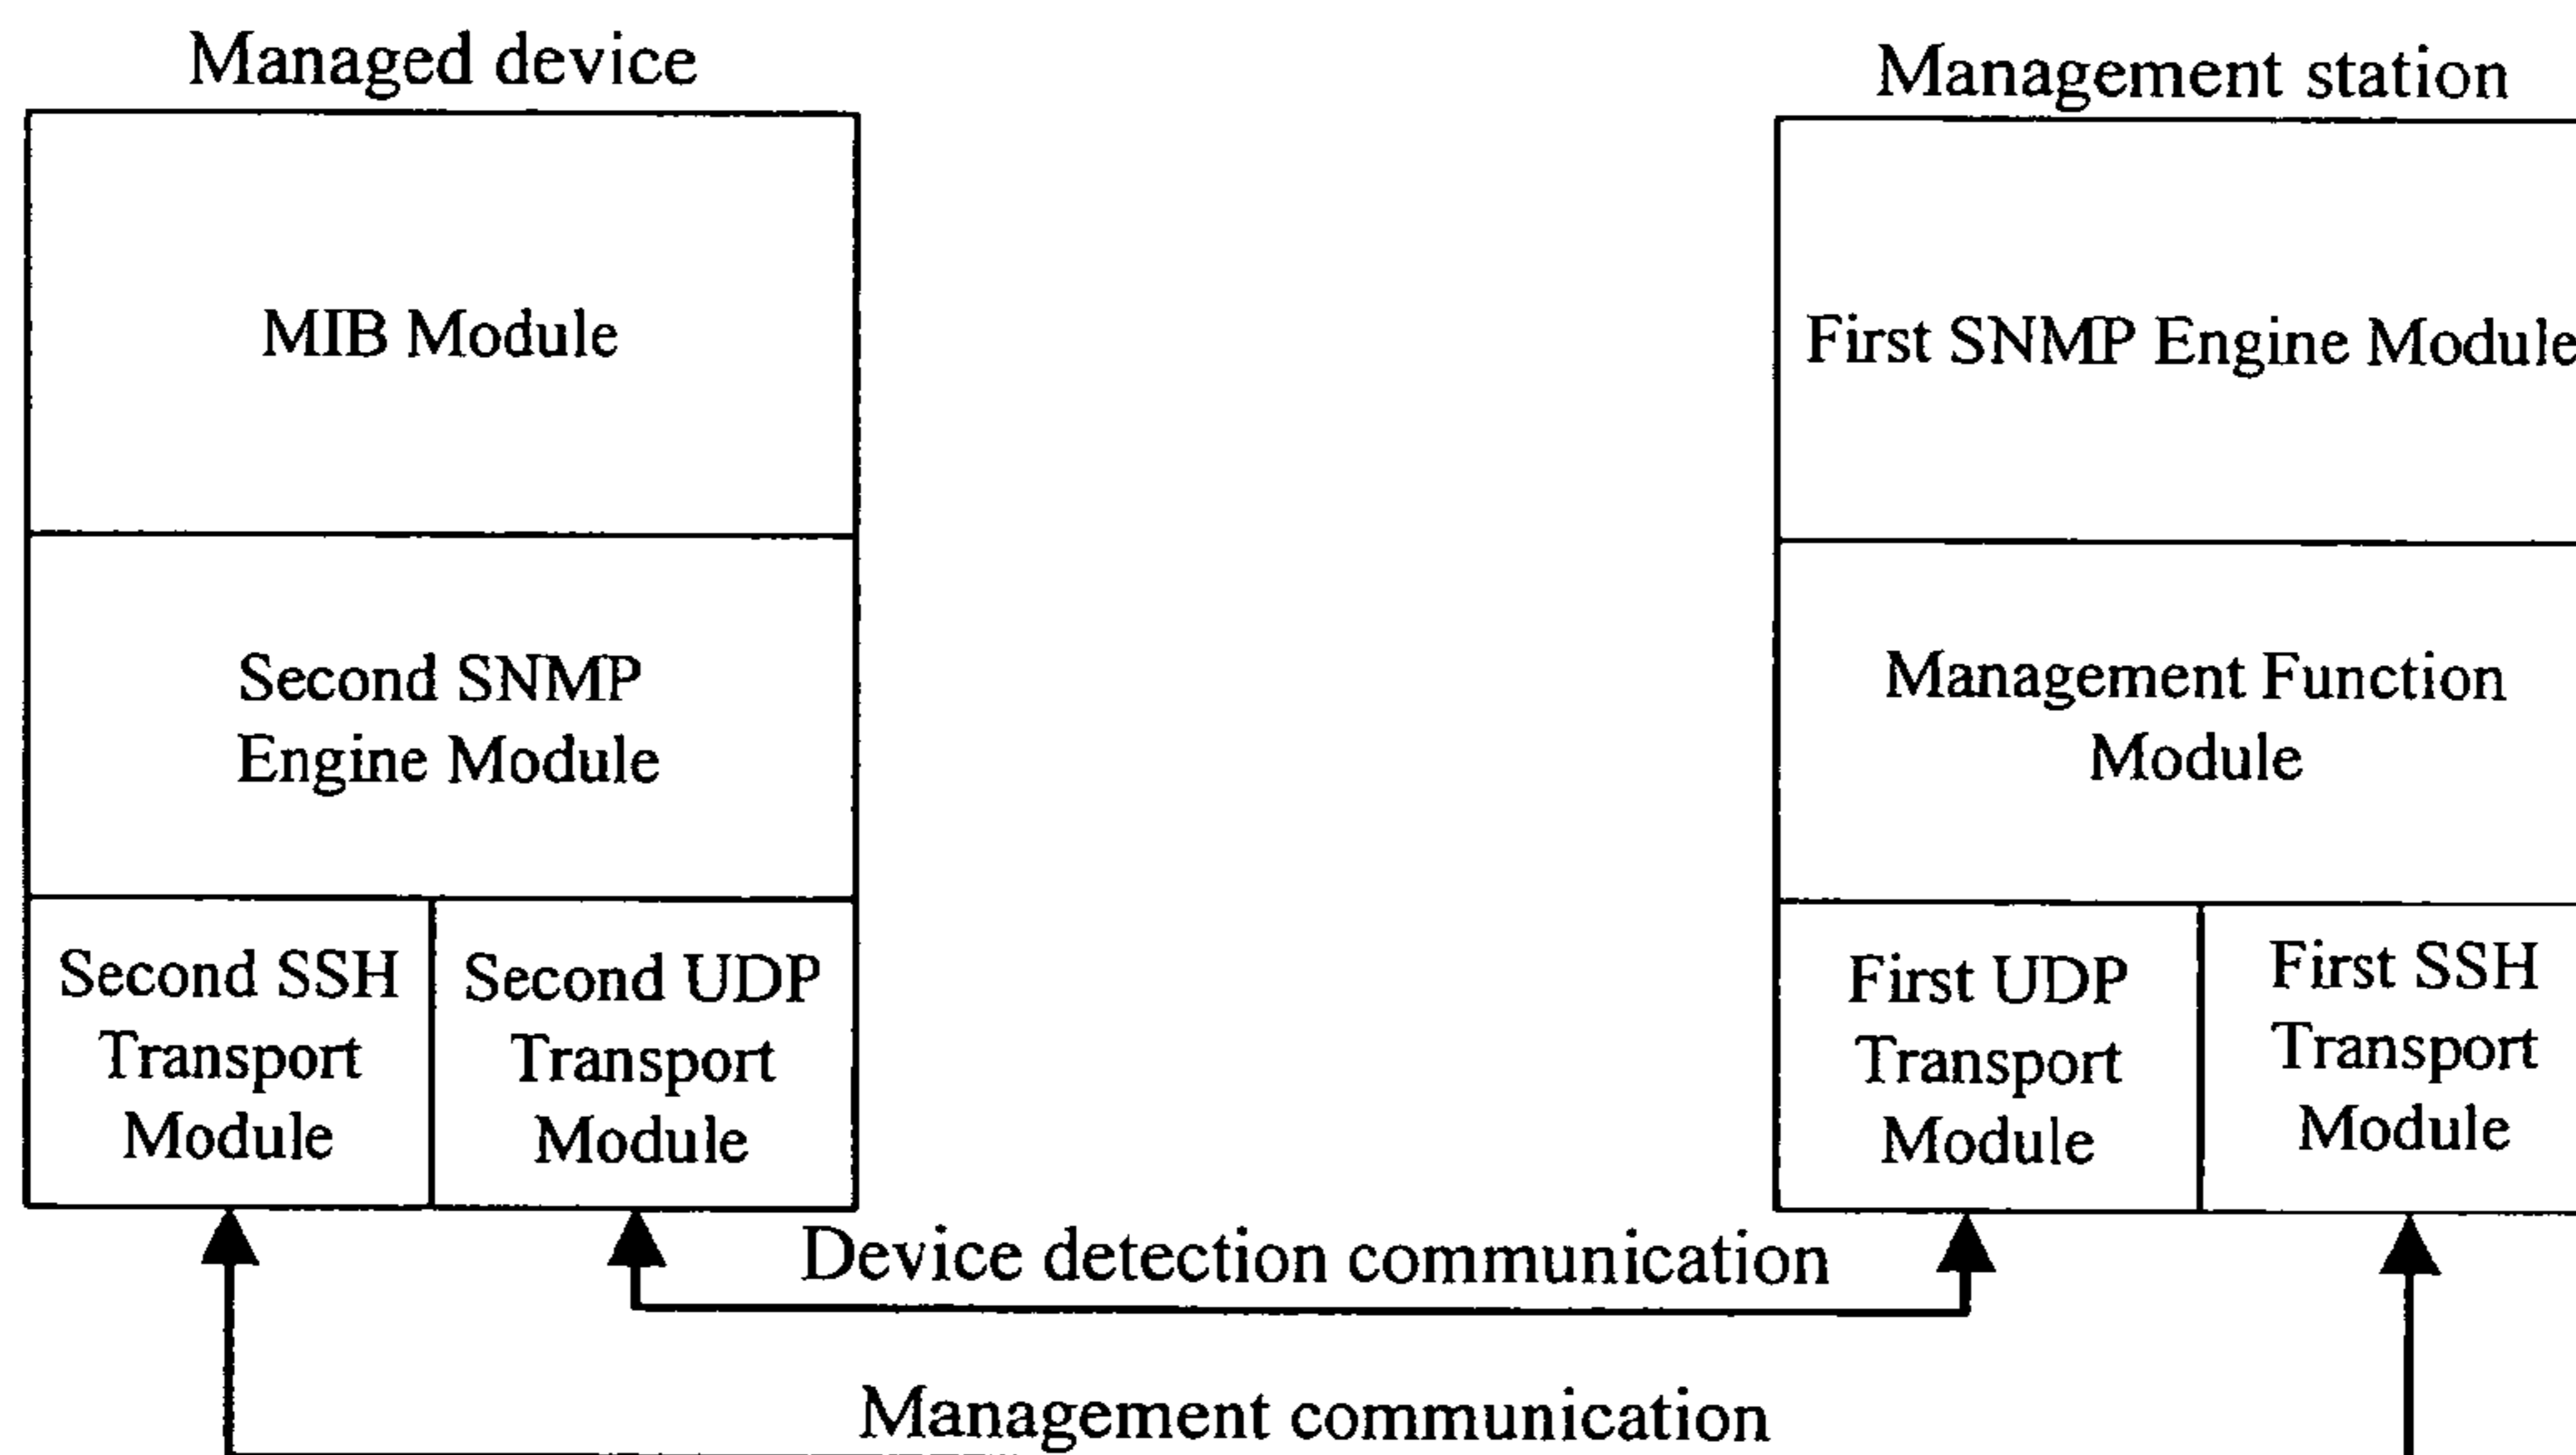 Managed device
MIB Module
Second SNMP
Engine Module
Second SSH
Transport
Module
Second UDP
Transport
Module
Management station
First SNMP Engine Module
Management Function
Module
First UDP
Transport
Module
First SSH
Transport
Module
Device detection communication
Management communication